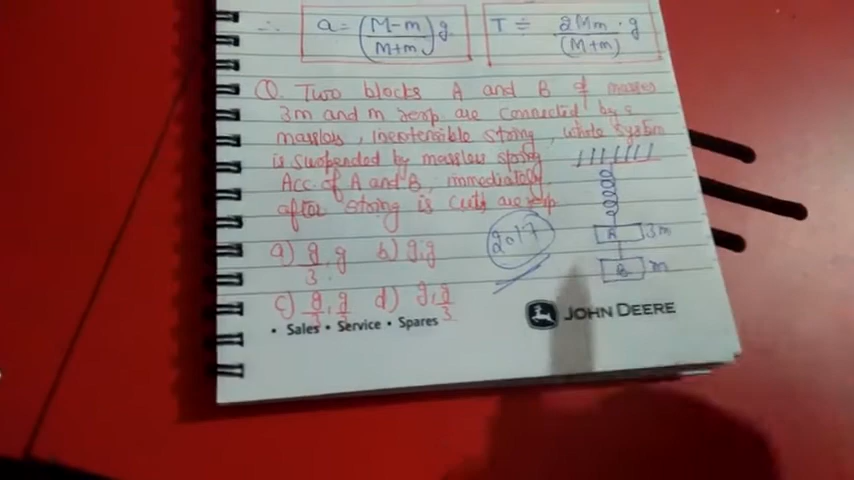 ∴ a = (M-m / M+m) g T = 2Mm / (M+m) · g
Q. Two blocks A and B of masses
3m and m resp are connected by a
massless, inextensible string, whole system
is suspended by massless string
Acc. of A and B, immediately
after string is cut, are resp
a) g/3, g b) g, g
c) g/3, g/3 d) g, g/3
2017
A 3m
B m
• Sales • Service • Spares
JOHN DEERE